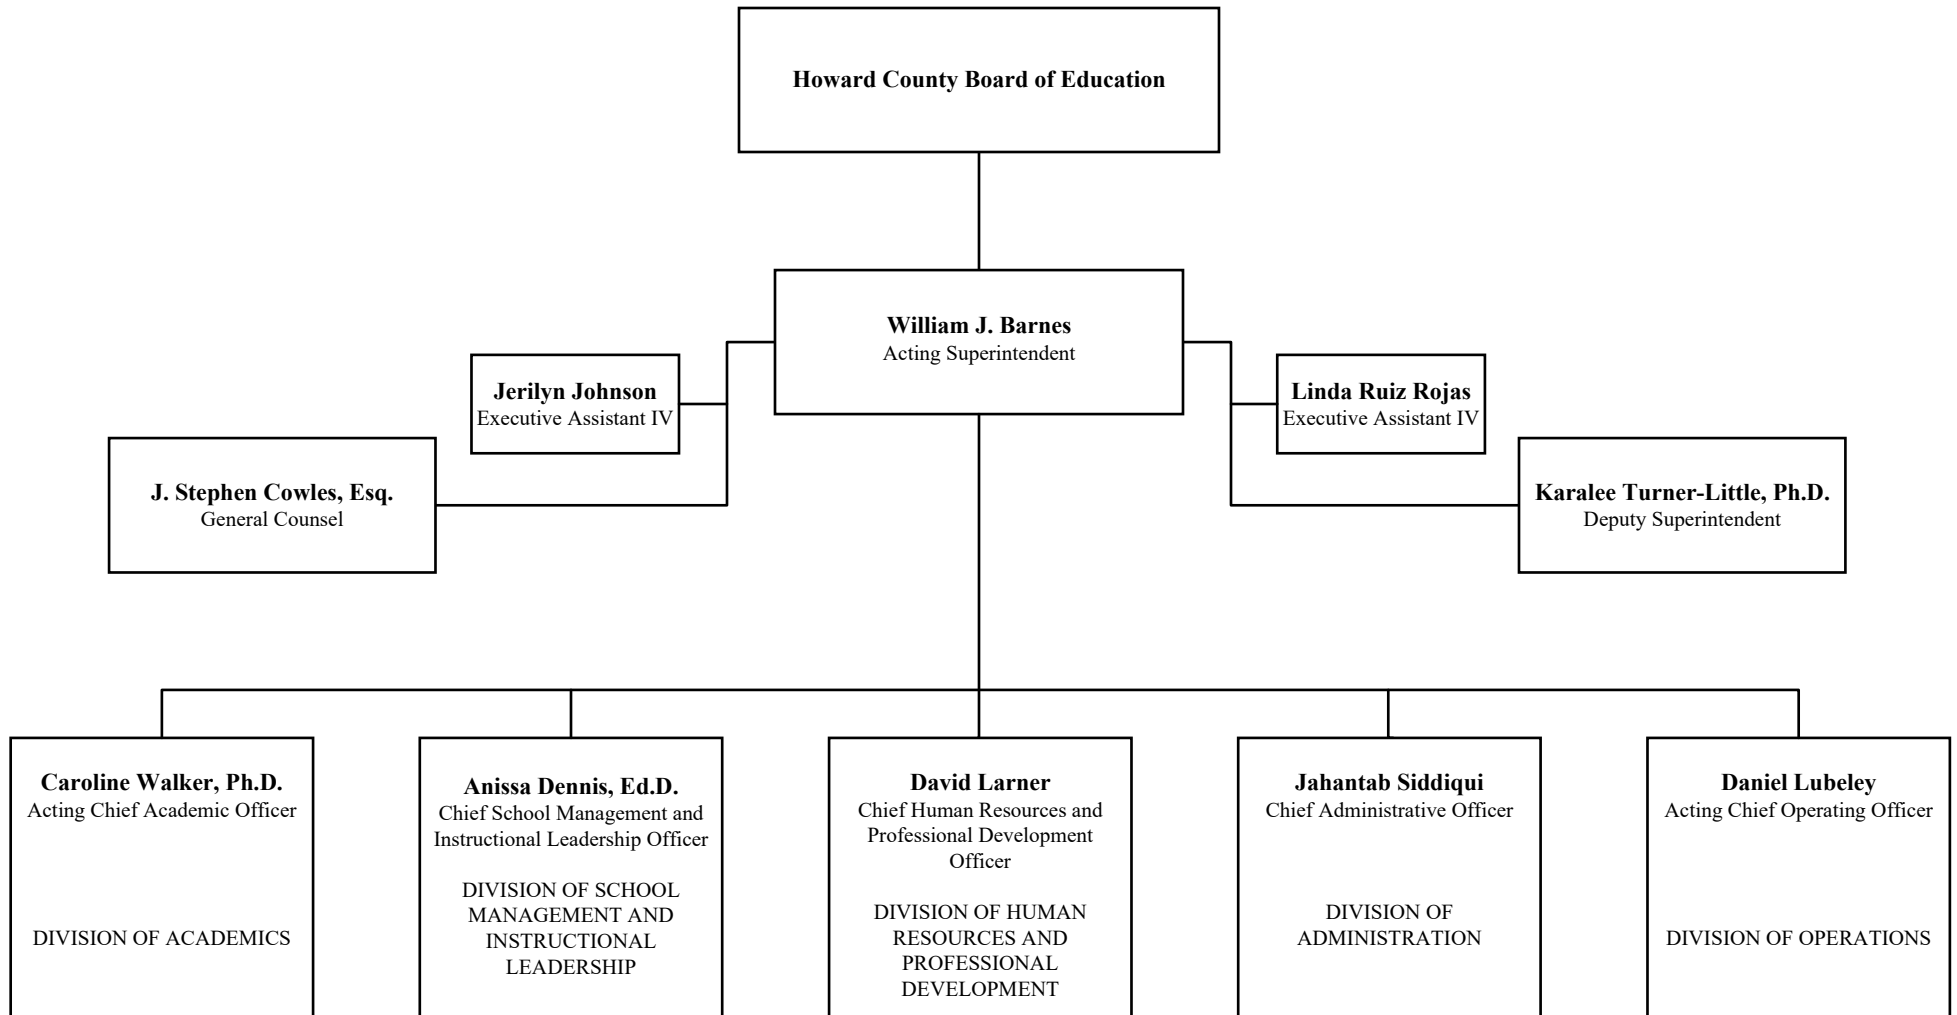 Howard County Board of Education
William J. Barnes
Acting Superintendent
Jerilyn Johnson
Executive Assistant IV
Linda Ruiz Rojas
Executive Assistant IV
J. Stephen Cowles, Esq.
General Counsel
Karalee Turner-Little, Ph.D.
Deputy Superintendent
Caroline Walker, Ph.D.
Acting Chief Academic Officer
DIVISION OF ACADEMICS
Anissa Dennis, Ed.D.
Chief School Management and
Instructional Leadership Officer
DIVISION OF SCHOOL
MANAGEMENT AND
INSTRUCTIONAL
LEADERSHIP
David Larner
Chief Human Resources and
Professional Development
Officer
DIVISION OF HUMAN
RESOURCES AND
PROFESSIONAL
DEVELOPMENT
Jahantab Siddiqui
Chief Administrative Officer
DIVISION OF
ADMINISTRATION
Daniel Lubeley
Acting Chief Operating Officer
DIVISION OF OPERATIONS